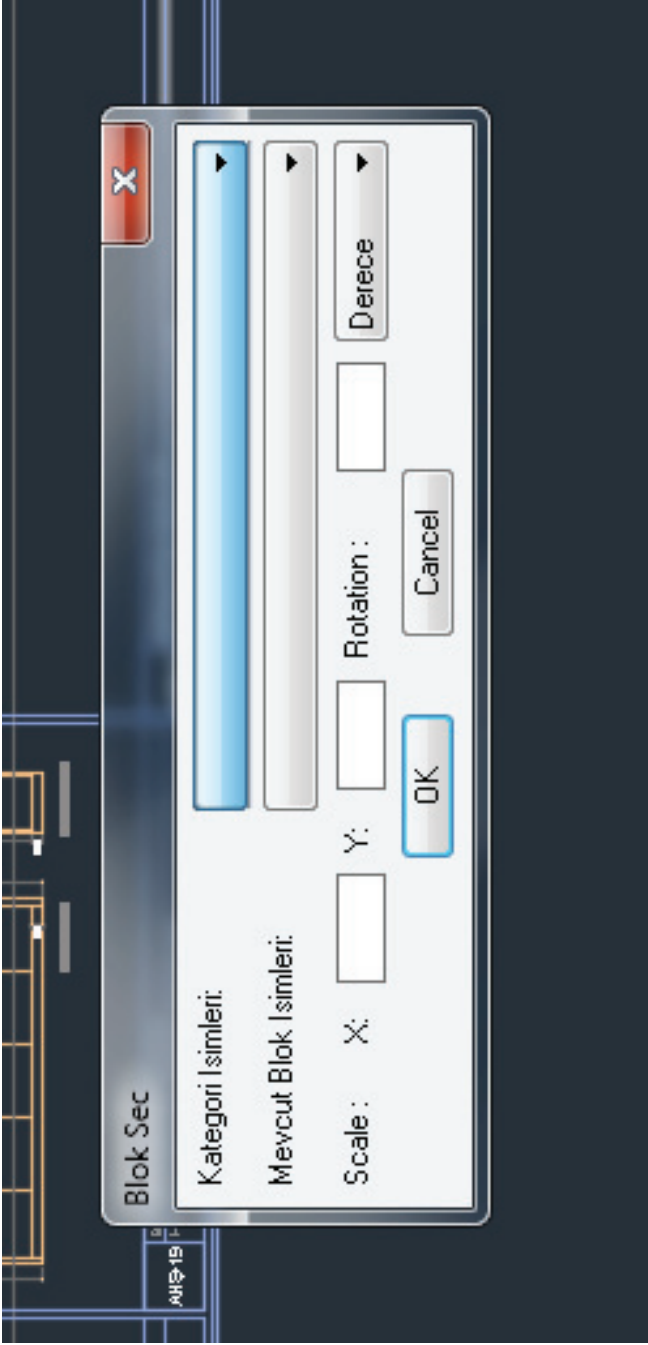 Blok Sec
Kategori Isimleri:
Mevcut Blok Isimleri:
Scale : X: Y: Rotation : Derece
OK Cancel